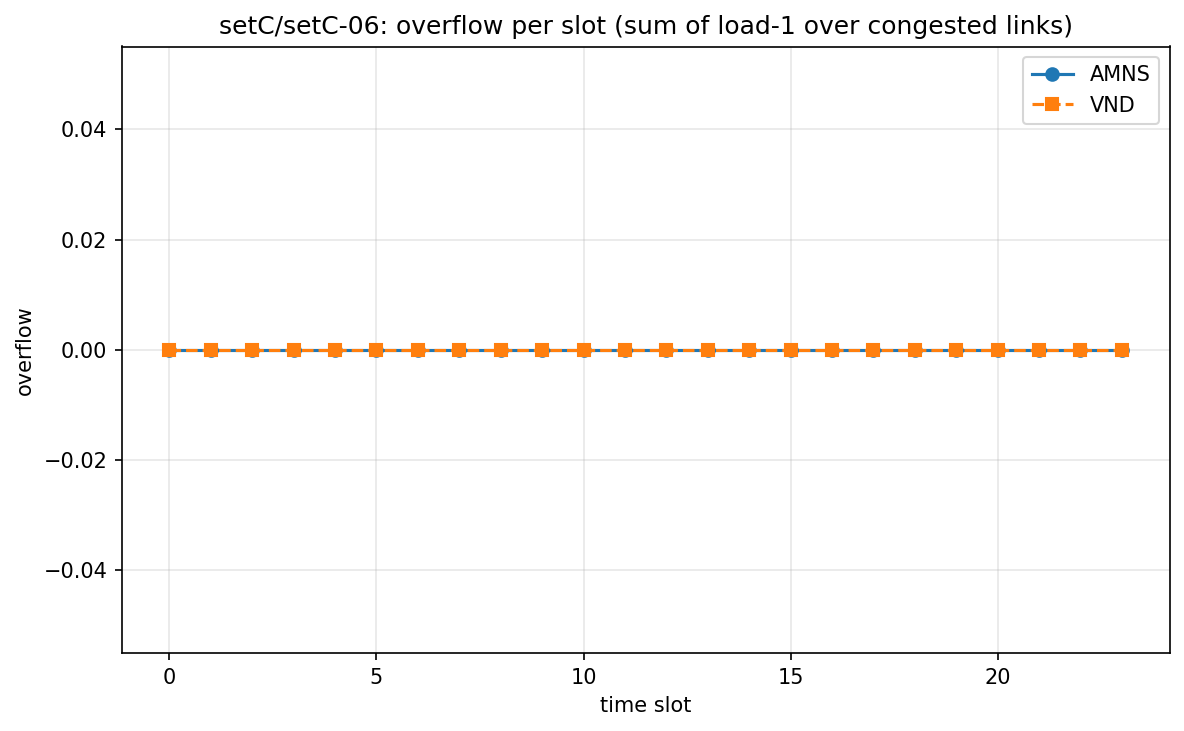 setC/setC-06: overflow per slot (sum of load-1 over congested links)
AMNS
VND
0.04
0.02
0.00
−0.02
−0.04
overflow
0 5 10 15 20
time slot